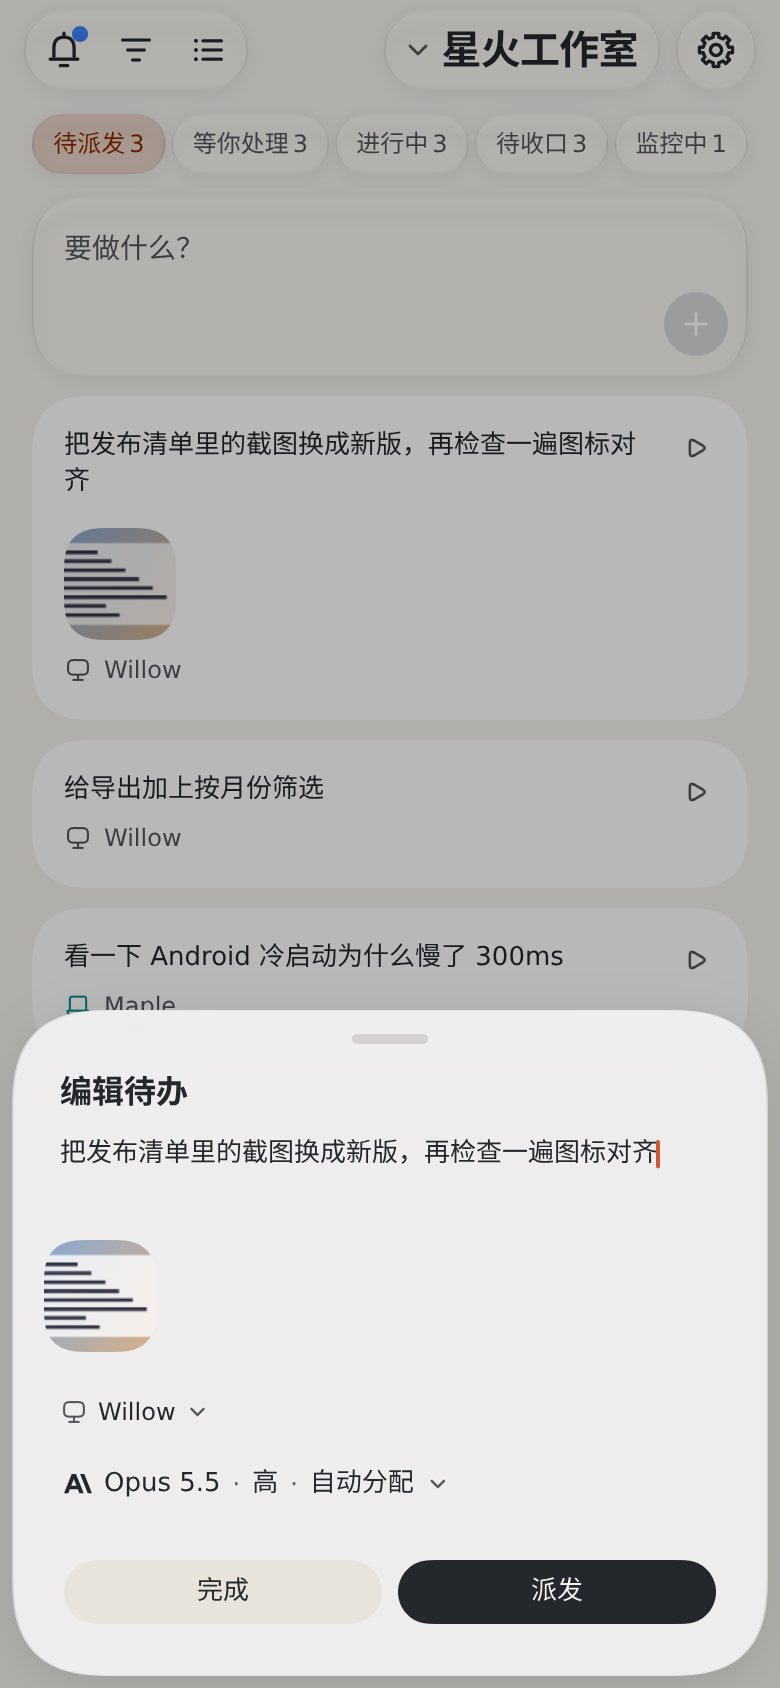 星火工作室
待派发 3
等你处理 3
进行中 3
待收口 3
监控中 1
要做什么？
把发布清单里的截图换成新版，再检查一遍图标对
齐
Willow
给导出加上按月份筛选
Willow
看一下 Android 冷启动为什么慢了 300ms
Maple
编辑待办
把发布清单里的截图换成新版，再检查一遍图标对齐
Willow
Opus 5.5 · 高 · 自动分配
完成
派发